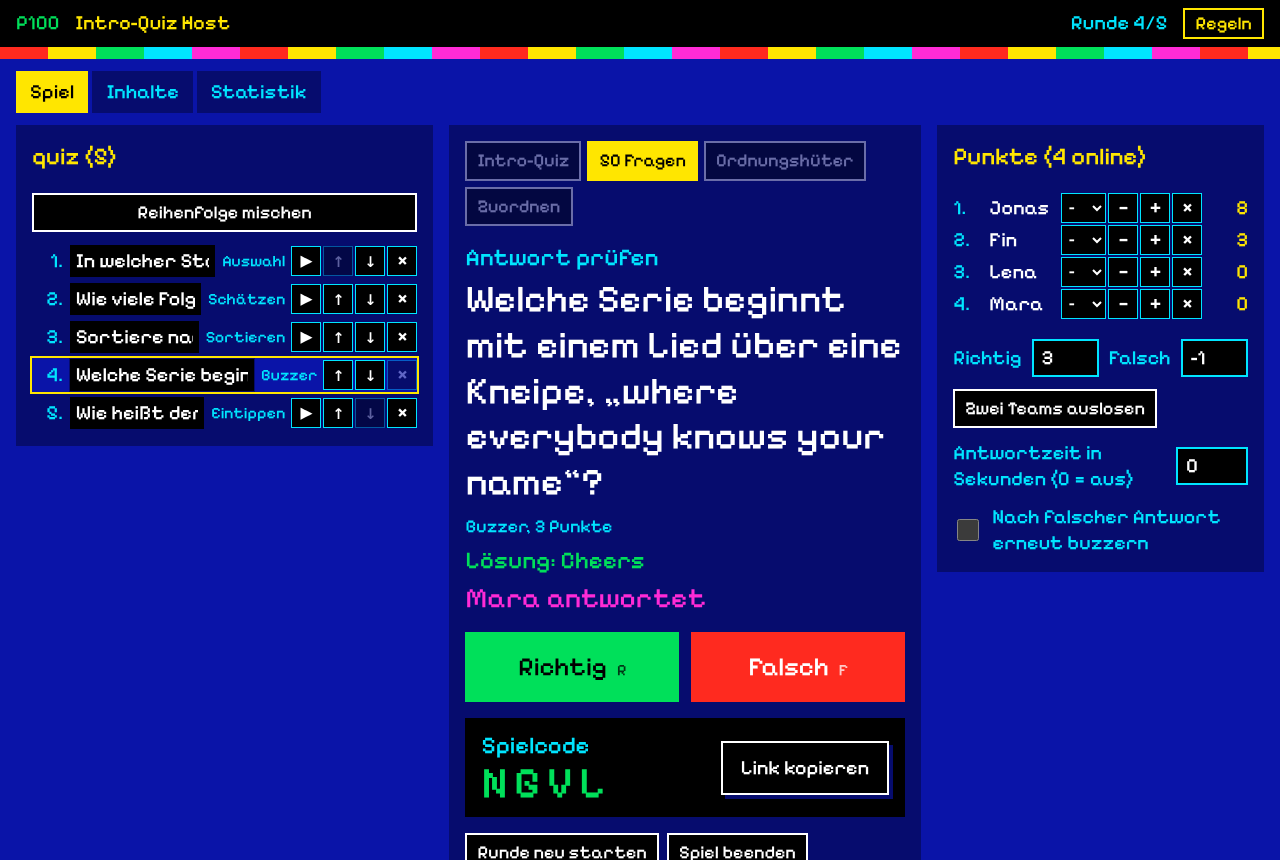 P100 Intro-Quiz Host
Runde 4/5 Regeln
Spiel Inhalte Statistik
quiz (5)
Reihenfolge mischen
1. In welcher Sta Auswahl ▶ ↑ ↓ ×
2. Wie viele Folg Schätzen ▶ ↑ ↓ ×
3. Sortiere na Sortieren ▶ ↑ ↓ ×
4. Welche Serie begin Buzzer ↑ ↓ ×
5. Wie heißt der Eintippen ▶ ↑ ↓ ×
Intro-Quiz 50 Fragen Ordnungshüter
Zuordnen
Antwort prüfen
Welche Serie beginnt
mit einem Lied über eine
Kneipe, „where
everybody knows your
name“?
Buzzer, 3 Punkte
Lösung: Cheers
Mara antwortet
Richtig R Falsch F
Spielcode
NGVL
Link kopieren
Runde neu starten Spiel beenden
Punkte (4 online)
1. Jonas - − + × 8
2. Fin - − + × 3
3. Lena - − + × 0
4. Mara - − + × 0
Richtig 3 Falsch -1
Zwei Teams auslosen
Antwortzeit in
Sekunden (0 = aus) 0
Nach falscher Antwort
erneut buzzern